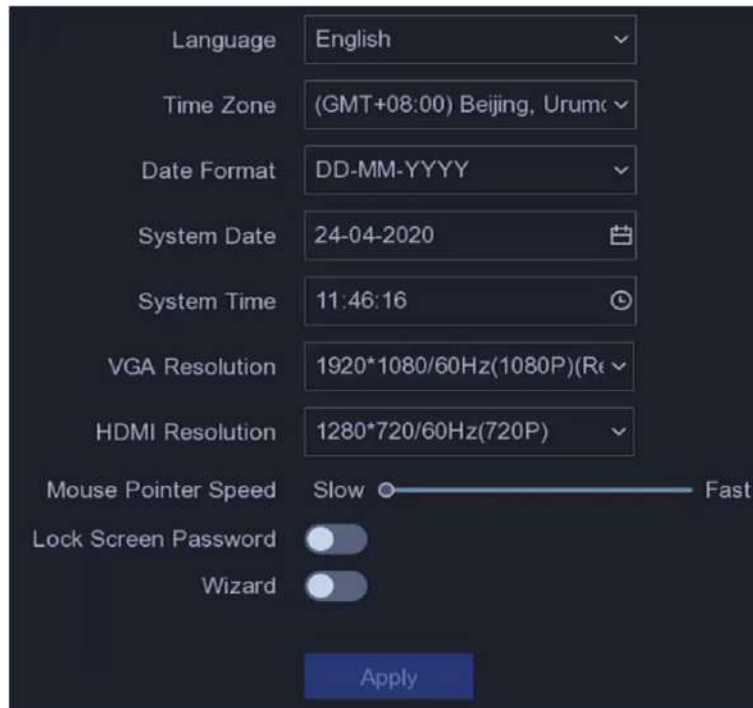 Language English
Time Zone (GMT+08:00) Beijing,
Date Format DD-MM-YYYY
System Date 24-04-2020
System Time 11:46:16
VGA Resolution 1920*1080/60Hz(1080P)(Re
HDMI Resolution 1280*720/60Hz(720P)
Mouse Pointer Speed Slow Fast
Lock Screen Password
Wizard
Apply